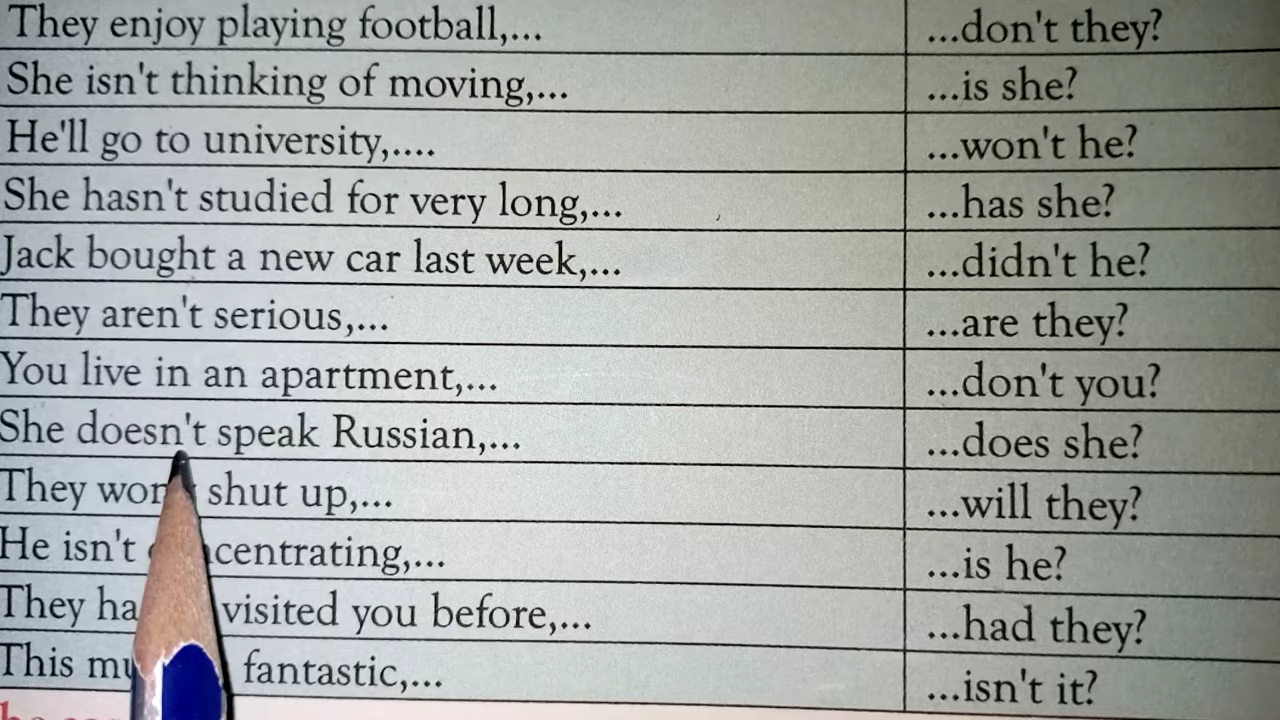 They enjoy playing football,... ...don't they?
She isn't thinking of moving,... ...is she?
He'll go to university,.... ...won't he?
She hasn't studied for very long,... ...has she?
Jack bought a new car last week,... ...didn't he?
They aren't serious,... ...are they?
You live in an apartment,... ...don't you?
She doesn't speak Russian,... ...does she?
They shut up,... ...will they?
He isn't ...is he?
They visited you before,... ...had they?
This fantastic,... ...isn't it?